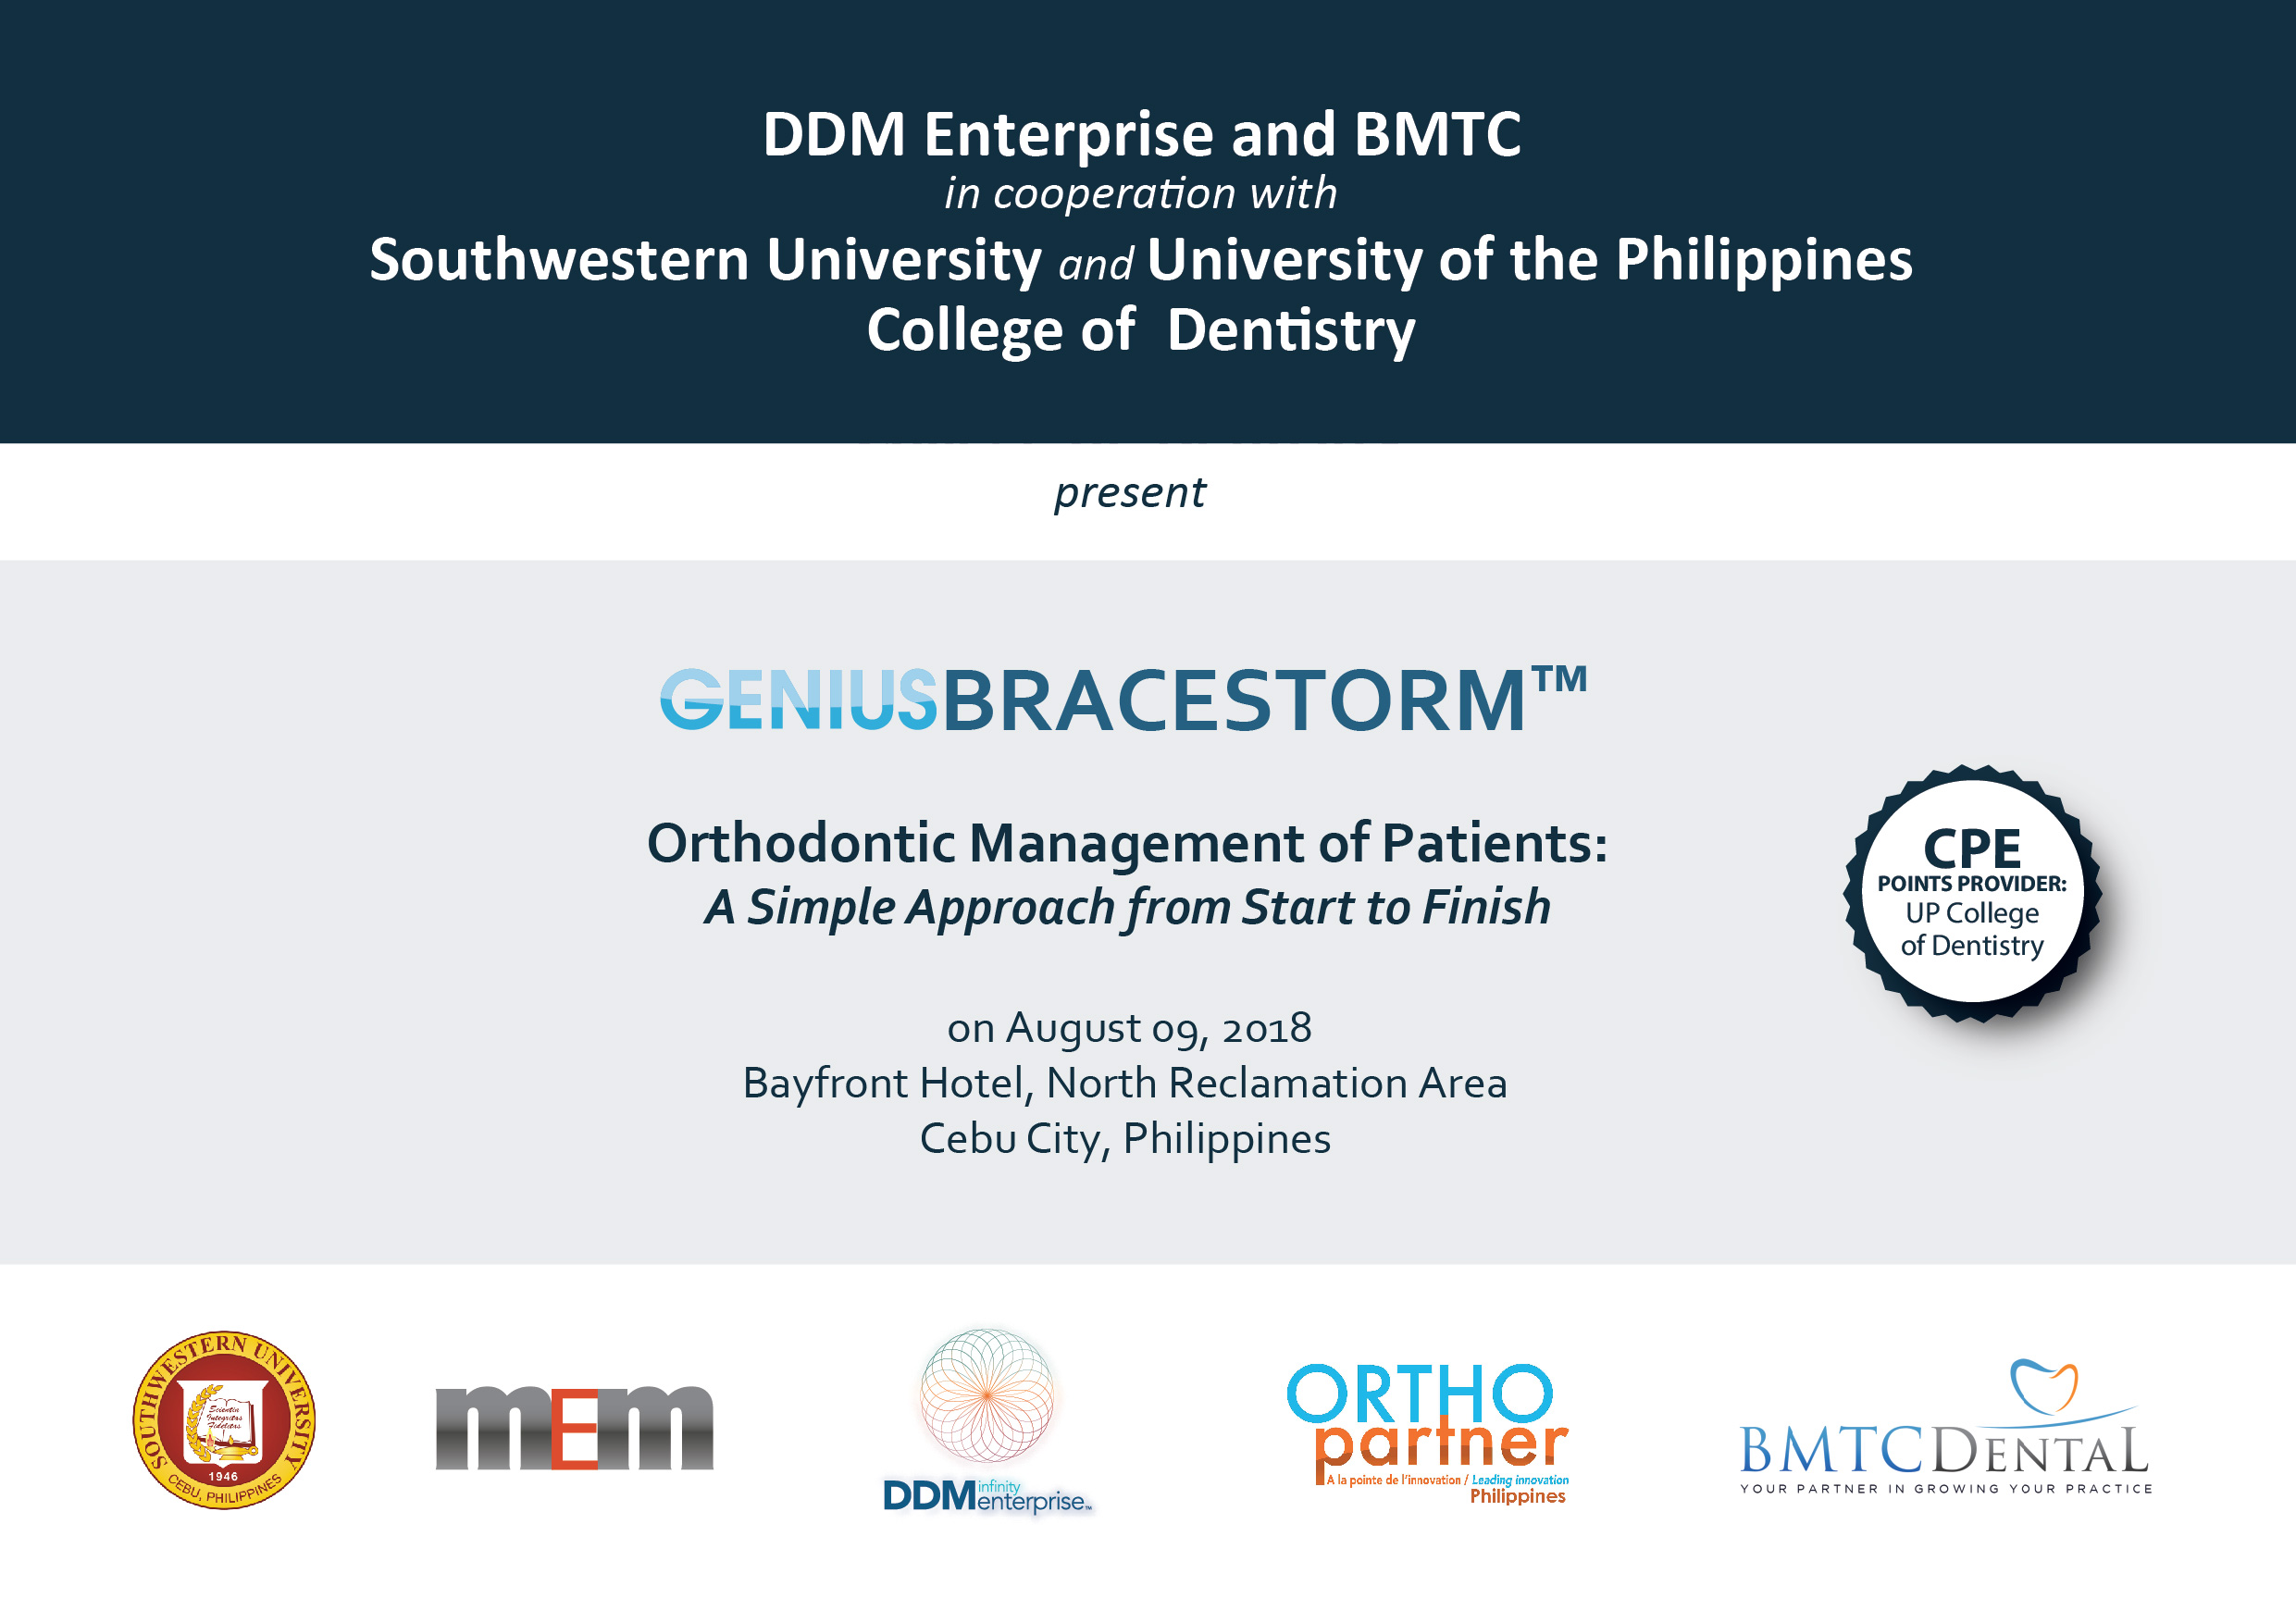 DDM Enterprise and BMTC
in cooperation with
Southwestern University and University of the Philippines
College of Dentistry
present
GENIUSBRACESTORM™
Orthodontic Management of Patients:
A Simple Approach from Start to Finish
CPE
POINTS PROVIDER:
UP College
of Dentistry
on August 09, 2018
Bayfront Hotel, North Reclamation Area
Cebu City, Philippines
SOUTHWESTERN UNIVERSITY
Scientia
Integritas
Fidelitas
1946
CEBU, PHILIPPINES
mEm
DDM infinity enterprise™
ORTHO
partner
A la pointe de l'innovation / Leading innovation
Philippines
BMTCDENTAL
YOUR PARTNER IN GROWING YOUR PRACTICE